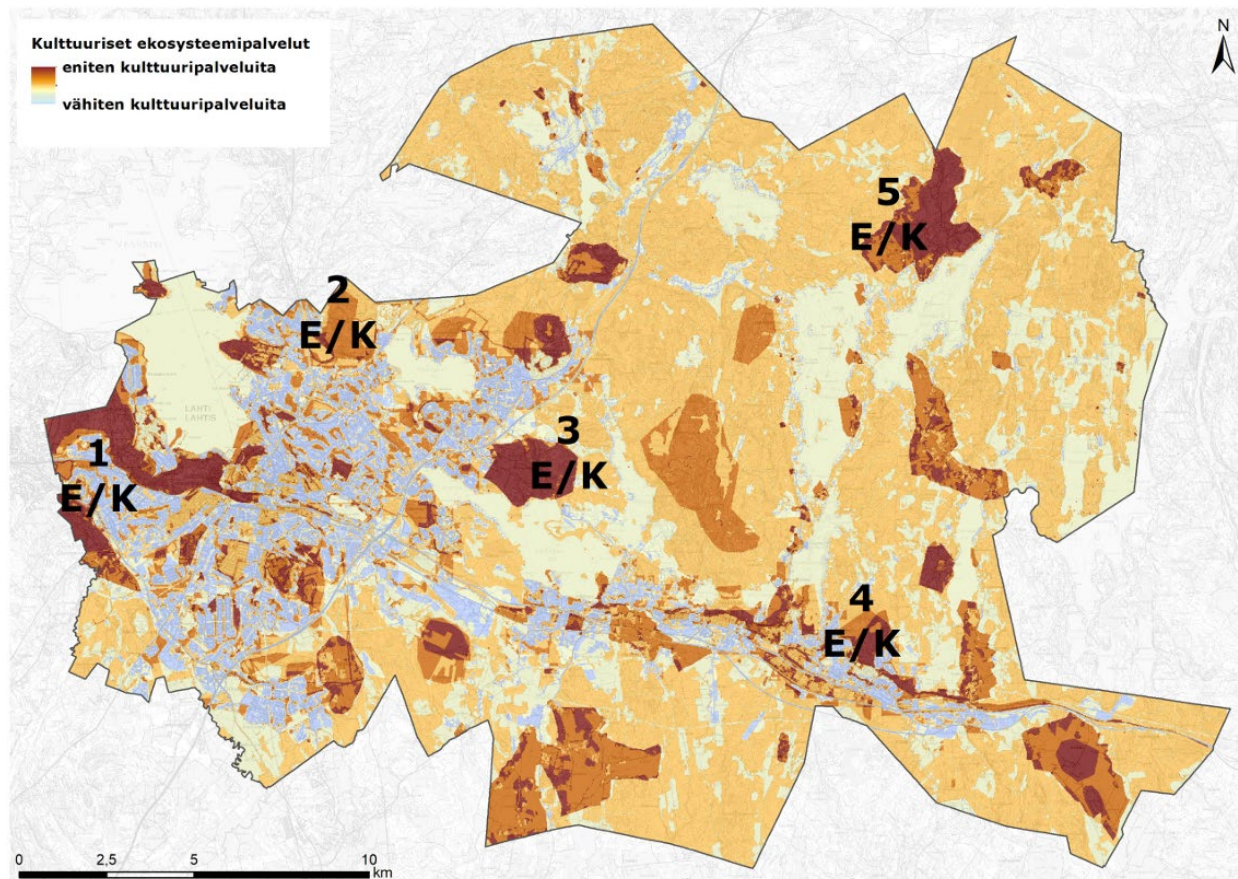 Kulttuuriset ekosysteemipalvelut
eniten kulttuuripalveluita
vähiten kulttuuripalveluita
N
5
E/K
2
E/K
LAHTI
LAHTIS
3
E/K
1
E/K
4
E/K
0 2,5 5 10
km